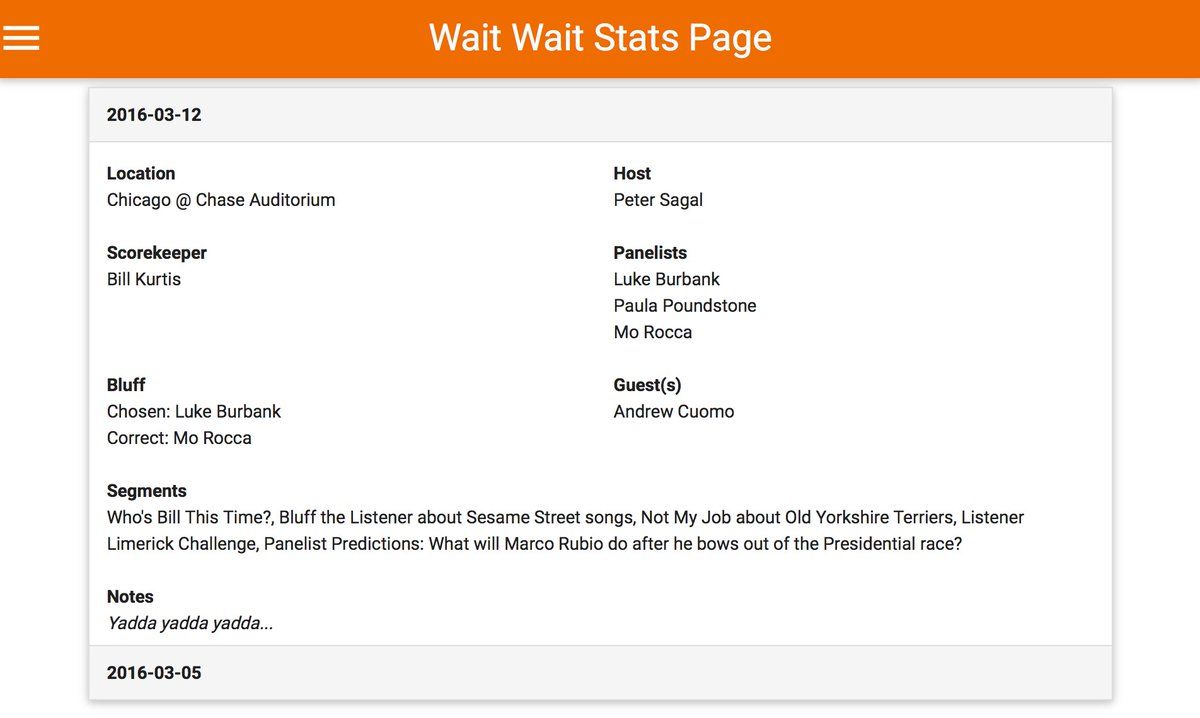 Wait Wait Stats Page
2016-03-12
Location
Chicago @ Chase Auditorium
Host
Peter Sagal
Scorekeeper
Bill Kurtis
Panelists
Luke Burbank
Paula Poundstone
Mo Rocca
Bluff
Chosen: Luke Burbank
Correct: Mo Rocca
Guest(s)
Andrew Cuomo
Segments
Who's Bill This Time?, Bluff the Listener about Sesame Street songs, Not My Job about Old Yorkshire Terriers, Listener
Limerick Challenge, Panelist Predictions: What will Marco Rubio do after he bows out of the Presidential race?
Notes
Yadda yadda yadda...
2016-03-05